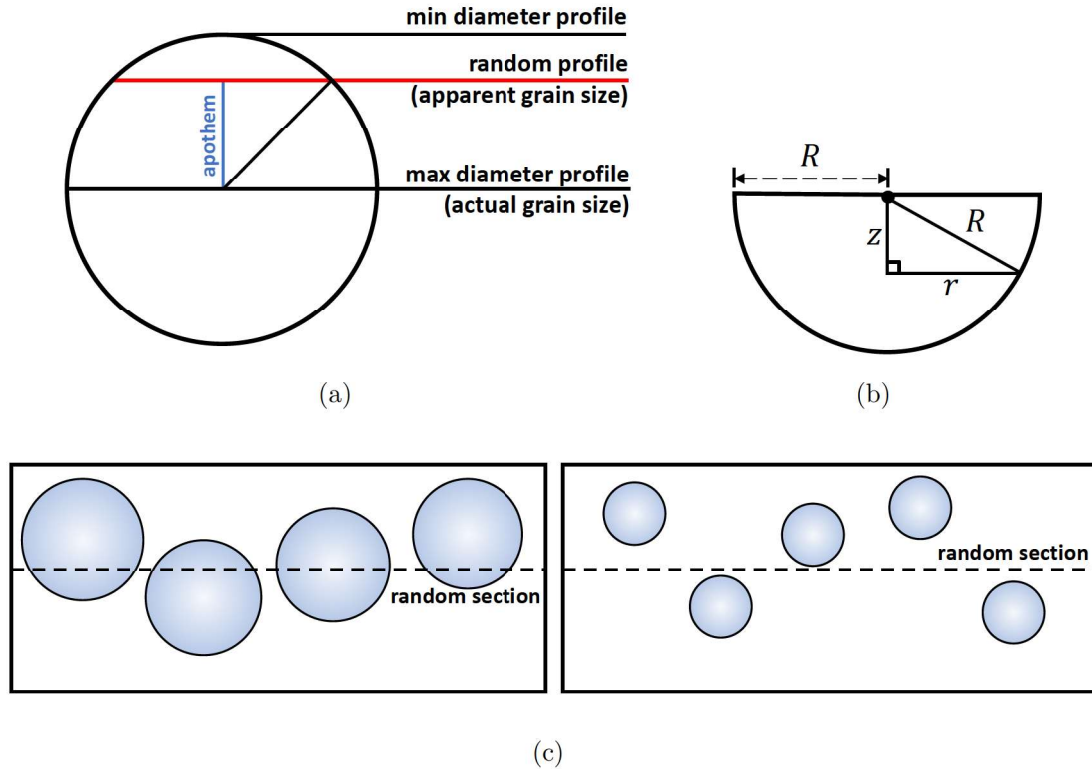 min diameter profile
random profile
(apparent grain size)
apothem
max diameter profile
(actual grain size)
(a)
R
R
z
r
(b)
random section
random section
(c)